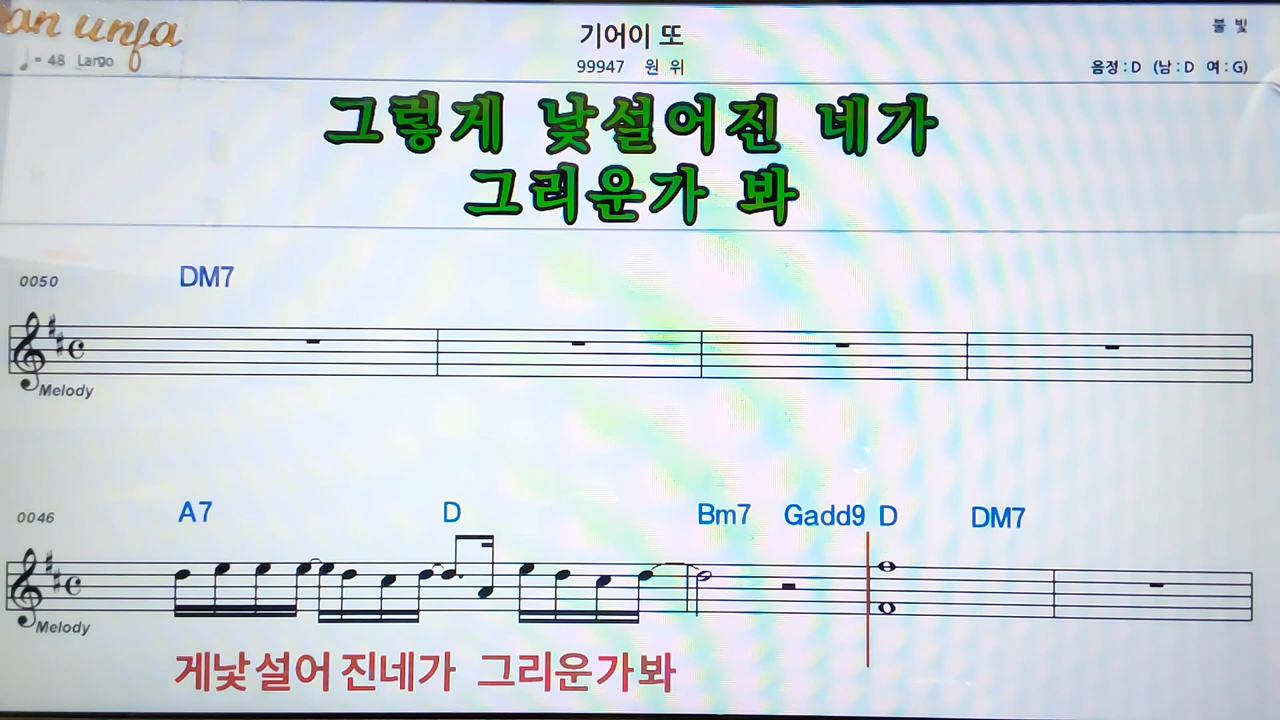 기어이 또
불 빛
♩= 48 Largo
99947 원 위
음정 : D (남 : D 여 : G)
그렇게 낯설어진 네가
그리운가 봐
0050
DM7
Melody
0046
A7 D Bm7 Gadd9 D DM7
Melody
게낯설어진네가 그리운가봐